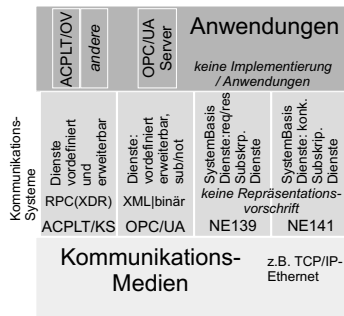 ACPLT/OV
andere
OPC/UA
Server
Anwendungen
keine Implementierung
/ Anwendungen
Kommunikations-
Systeme
Dienste
vordefiniert
und
erweiterbar
RPC(XDR)
ACPLT/KS
Dienste:
vordefiniert
erweiterbar,
sub/not
XML|binär
OPC/UA
SystemBasis
Dienste:req/res
Subskrp.
Dienste
SystemBasis
Dienste: konk.
Subskrip.
Dienste
keine Repräsentations-
vorschrift
NE139
NE141
Kommunikations-
Medien
z.B. TCP/IP-
Ethernet